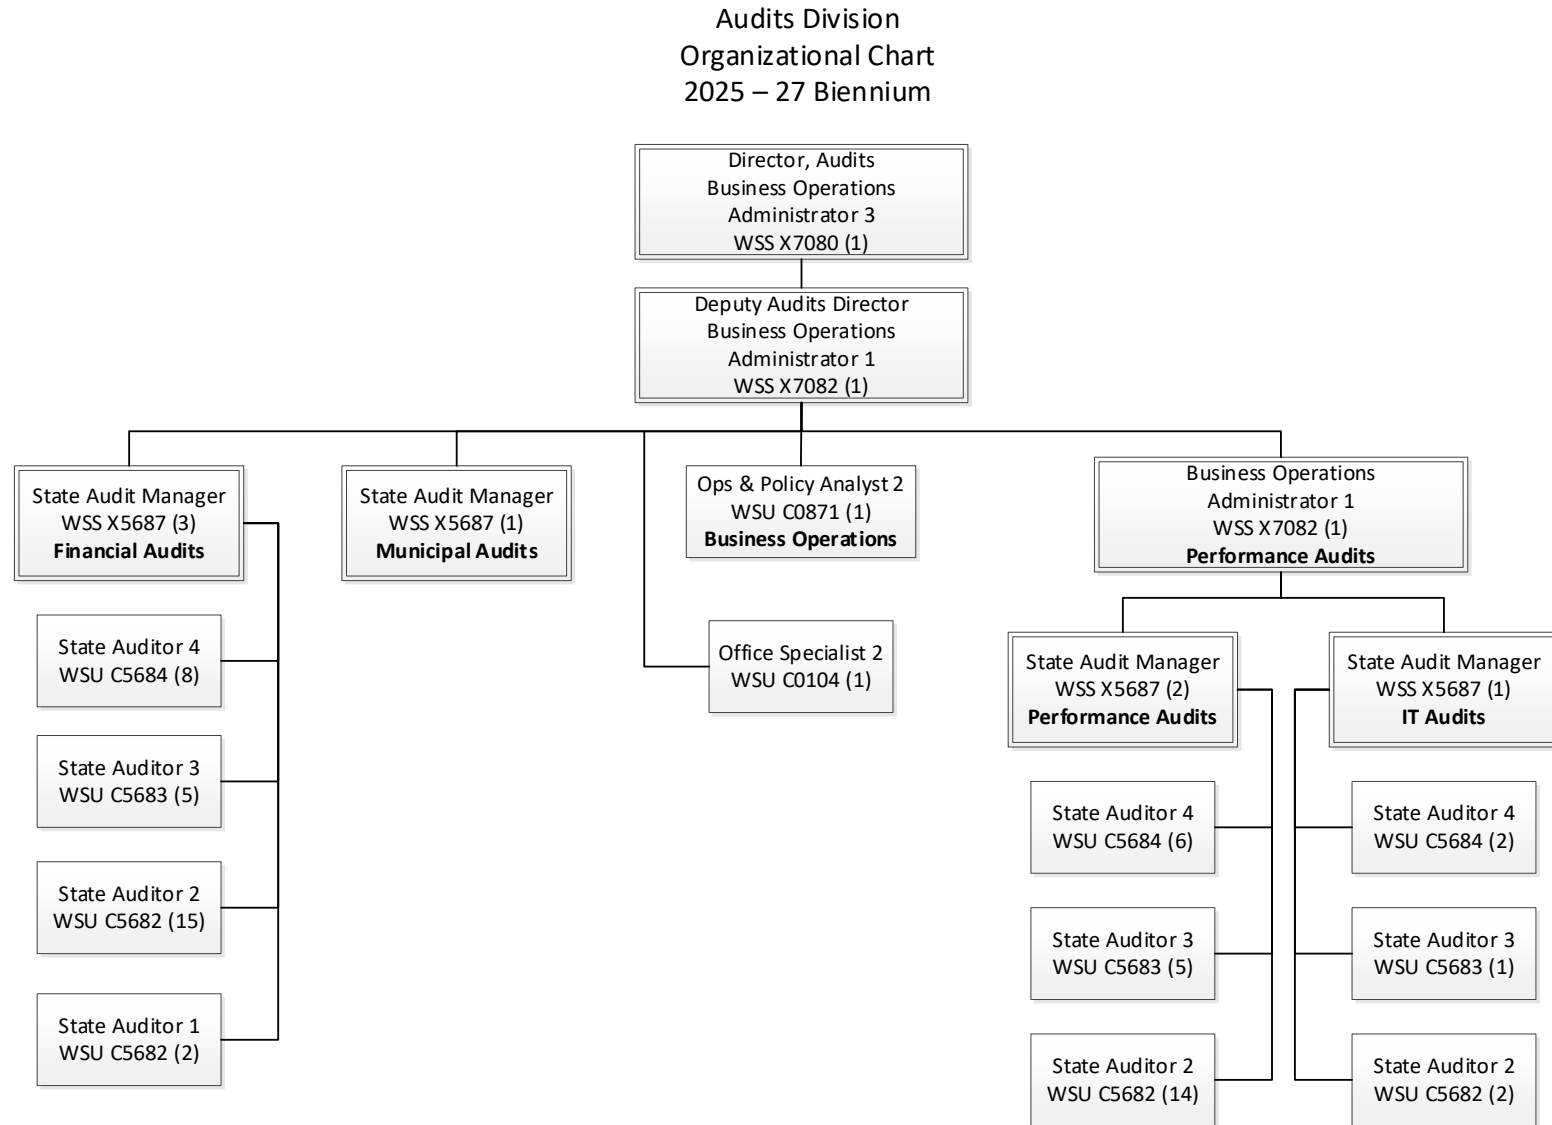 Audits Division
Organizational Chart
2025 – 27 Biennium
Director, Audits
Business Operations
Administrator 3
WSS X7080 (1)
Deputy Audits Director
Business Operations
Administrator 1
WSS X7082 (1)
State Audit Manager
WSS X5687 (3)
Financial Audits
State Audit Manager
WSS X5687 (1)
Municipal Audits
Ops & Policy Analyst 2
WSU C0871 (1)
Business Operations
Business Operations
Administrator 1
WSS X7082 (1)
Performance Audits
State Auditor 4
WSU C5684 (8)
State Auditor 3
WSU C5683 (5)
State Auditor 2
WSU C5682 (15)
State Auditor 1
WSU C5682 (2)
Office Specialist 2
WSU C0104 (1)
State Audit Manager
WSS X5687 (2)
Performance Audits
State Auditor 4
WSU C5684 (6)
State Auditor 3
WSU C5683 (5)
State Auditor 2
WSU C5682 (14)
State Audit Manager
WSS X5687 (1)
IT Audits
State Auditor 4
WSU C5684 (2)
State Auditor 3
WSU C5683 (1)
State Auditor 2
WSU C5682 (2)